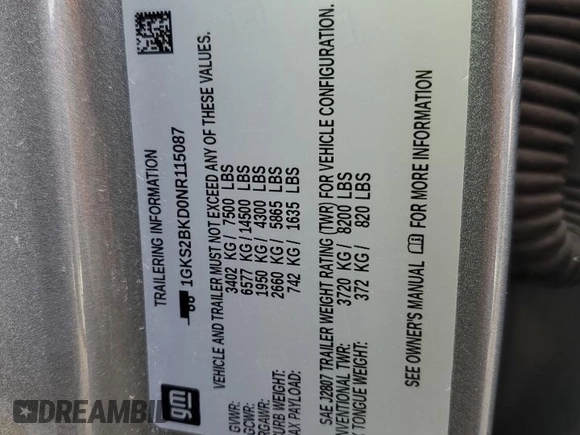 TRAILERING INFORMATION
1GKS2BKD0NR115087
VEHICLE AND TRAILER MUST NOT EXCEED ANY OF THESE VALUES.
GVWR: 3402 KG / 7500 LBS
GCWR: 6577 KG / 14500 LBS
RGAWR: 1950 KG / 4300 LBS
CURB WEIGHT: 2660 KG / 5865 LBS
MAX PAYLOAD: 742 KG / 1635 LBS
SAE J2807 TRAILER WEIGHT RATING (TWR) FOR VEHICLE CONFIGURATION.
ONVENTIONAL TWR: 3720 KG / 8200 LBS
X TONGUE WEIGHT: 372 KG / 820 LBS
SEE OWNER'S MANUAL FOR MORE INFORMATION
gm
DREAMBI